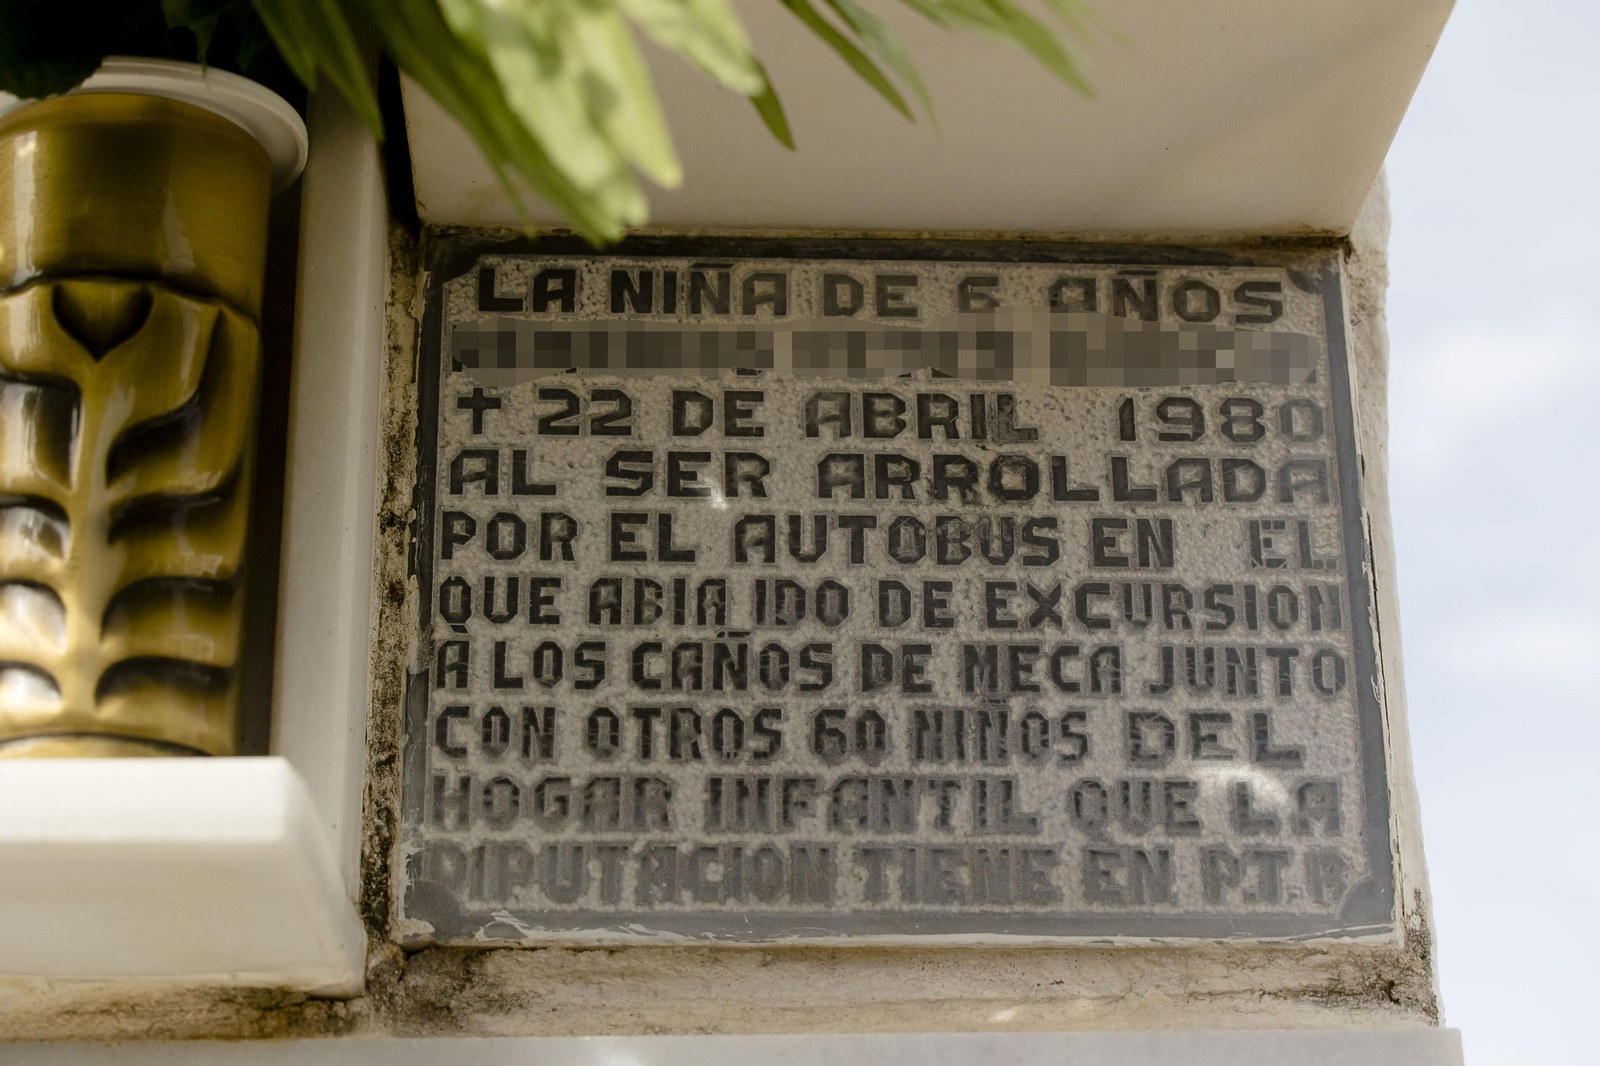 LA NIÑA DE 6 AÑOS
† 22 DE ABRIL 1980
AL SER ARROLLADA
POR EL AUTOBUS EN EL
QUE ABIA IDO DE EXCURSION
A LOS CAÑOS DE MECA JUNTO
CON OTROS 60 NIÑOS DEL
HOGAR INFANTIL QUE LA
DIPUTACION TIENE EN P.T.R